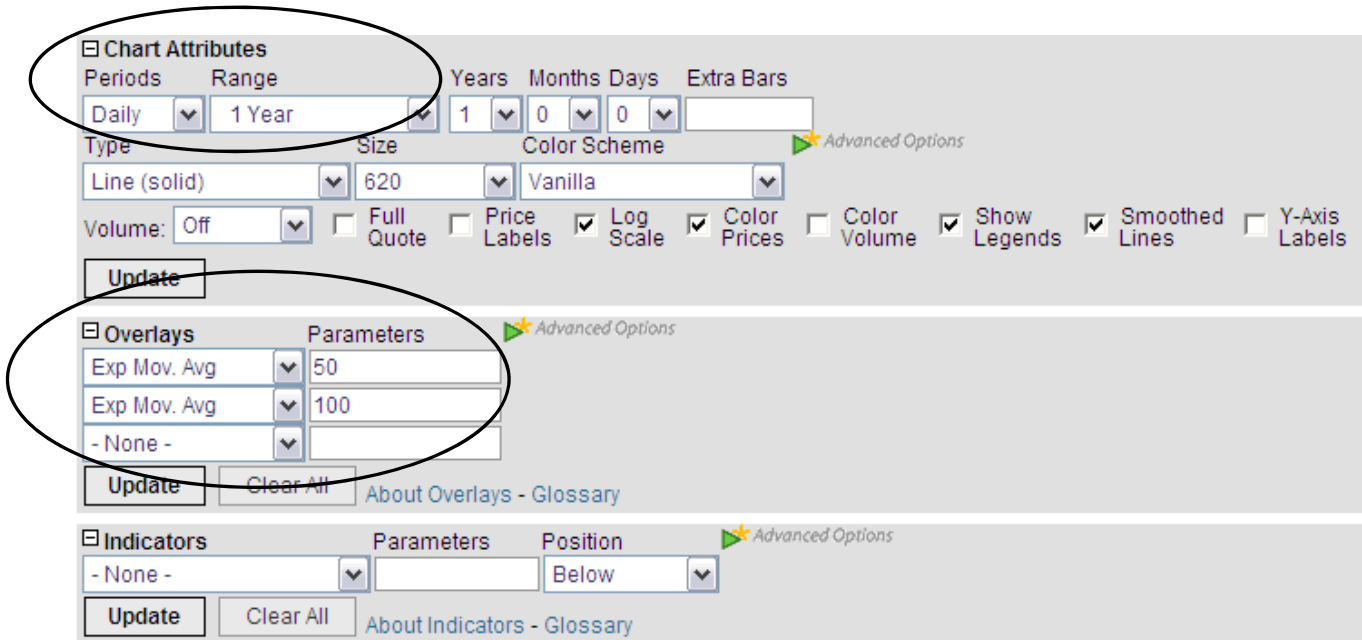 Chart Attributes
Periods Range Years Months Days Extra Bars
Daily 1 Year 1 0 0
Type Size Color Scheme Advanced Options
Line (solid) 620 Vanilla
Volume: Off Full Quote Price Labels Log Scale Color Prices Color Volume Show Legends Smoothed Lines Y-Axis Labels
Update
Overlays Parameters Advanced Options
Exp Mov. Avg 50
Exp Mov. Avg 100
- None -
Update Clear All About Overlays - Glossary
Indicators Parameters Position Advanced Options
- None - Below
Update Clear All About Indicators - Glossary